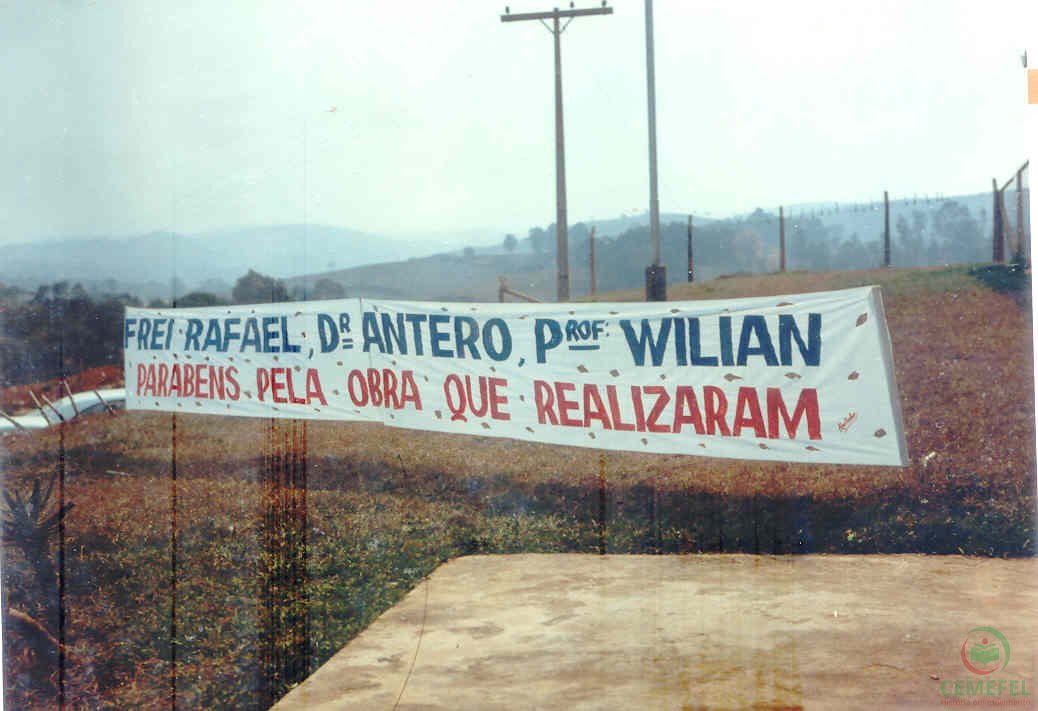 FREI RAFAEL, DR ANTERO, PROF: WILIAN
PARABENS PELA OBRA QUE REALIZARAM
CEMEFEL